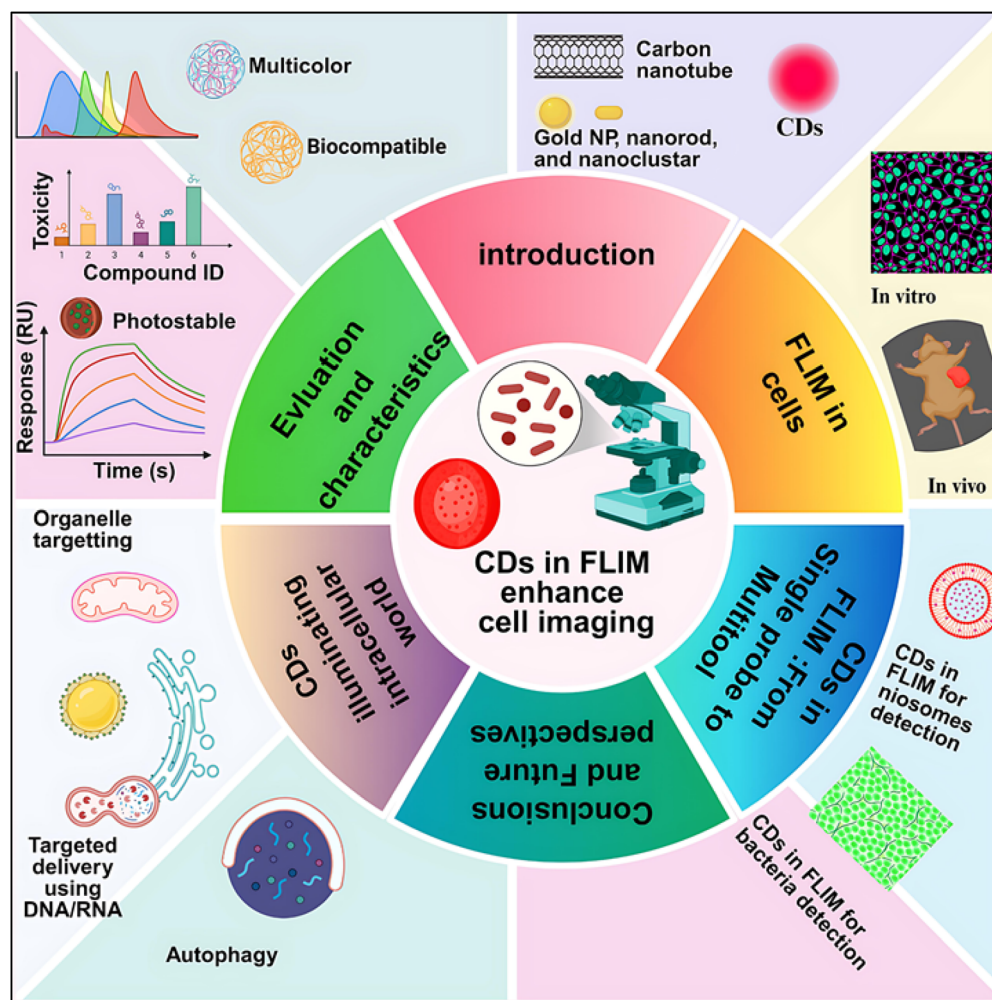 Multicolor
Biocompatible
Carbon
nanotube
CDs
Gold NP, nanorod,
and nanoclustar
Toxicity
1 2 3 4 5 6
Compound ID
Photostable
Response (RU)
Time (s)
In vitro
In vivo
introduction
FLIM in
cells
Evluation
and
characteristics
CDs in FLIM
enhance
cell imaging
CDs in
FLIM :From
Single probe to
Multitool
Conclusions
and Future
perspectives
CDs
illuminating
intracellular
world
Organelle
targetting
Targeted
delivery
using
DNA/RNA
Autophagy
CDs in
FLIM for
niosomes
detection
CDs in FLIM for
bacteria detection